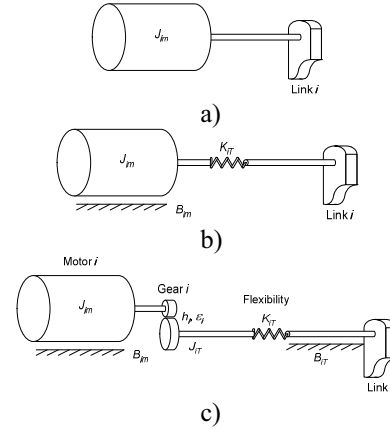 J_im
Link i
a)
J_im
K_iT
B_im
Link i
b)
Motor i
Gear i
Flexibility
J_im
h_i, ε_i
K_iT
J_iT
B_im
B_iT
Link
c)